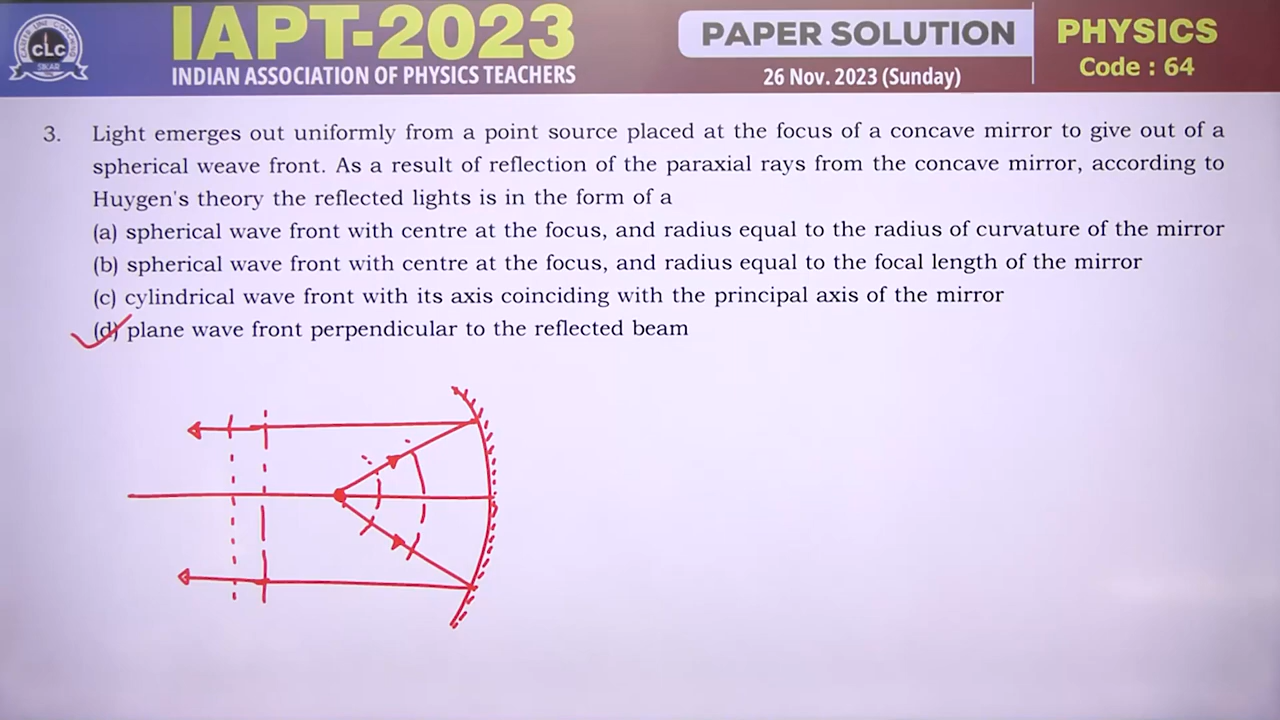 IAPT-2023
INDIAN ASSOCIATION OF PHYSICS TEACHERS
PAPER SOLUTION
26 Nov. 2023 (Sunday)
PHYSICS
Code : 64
CLC
SIKAR
3. Light emerges out uniformly from a point source placed at the focus of a concave mirror to give out of a
spherical weave front. As a result of reflection of the paraxial rays from the concave mirror, according to
Huygen's theory the reflected lights is in the form of a
(a) spherical wave front with centre at the focus, and radius equal to the radius of curvature of the mirror
(b) spherical wave front with centre at the focus, and radius equal to the focal length of the mirror
(c) cylindrical wave front with its axis coinciding with the principal axis of the mirror
(d) plane wave front perpendicular to the reflected beam